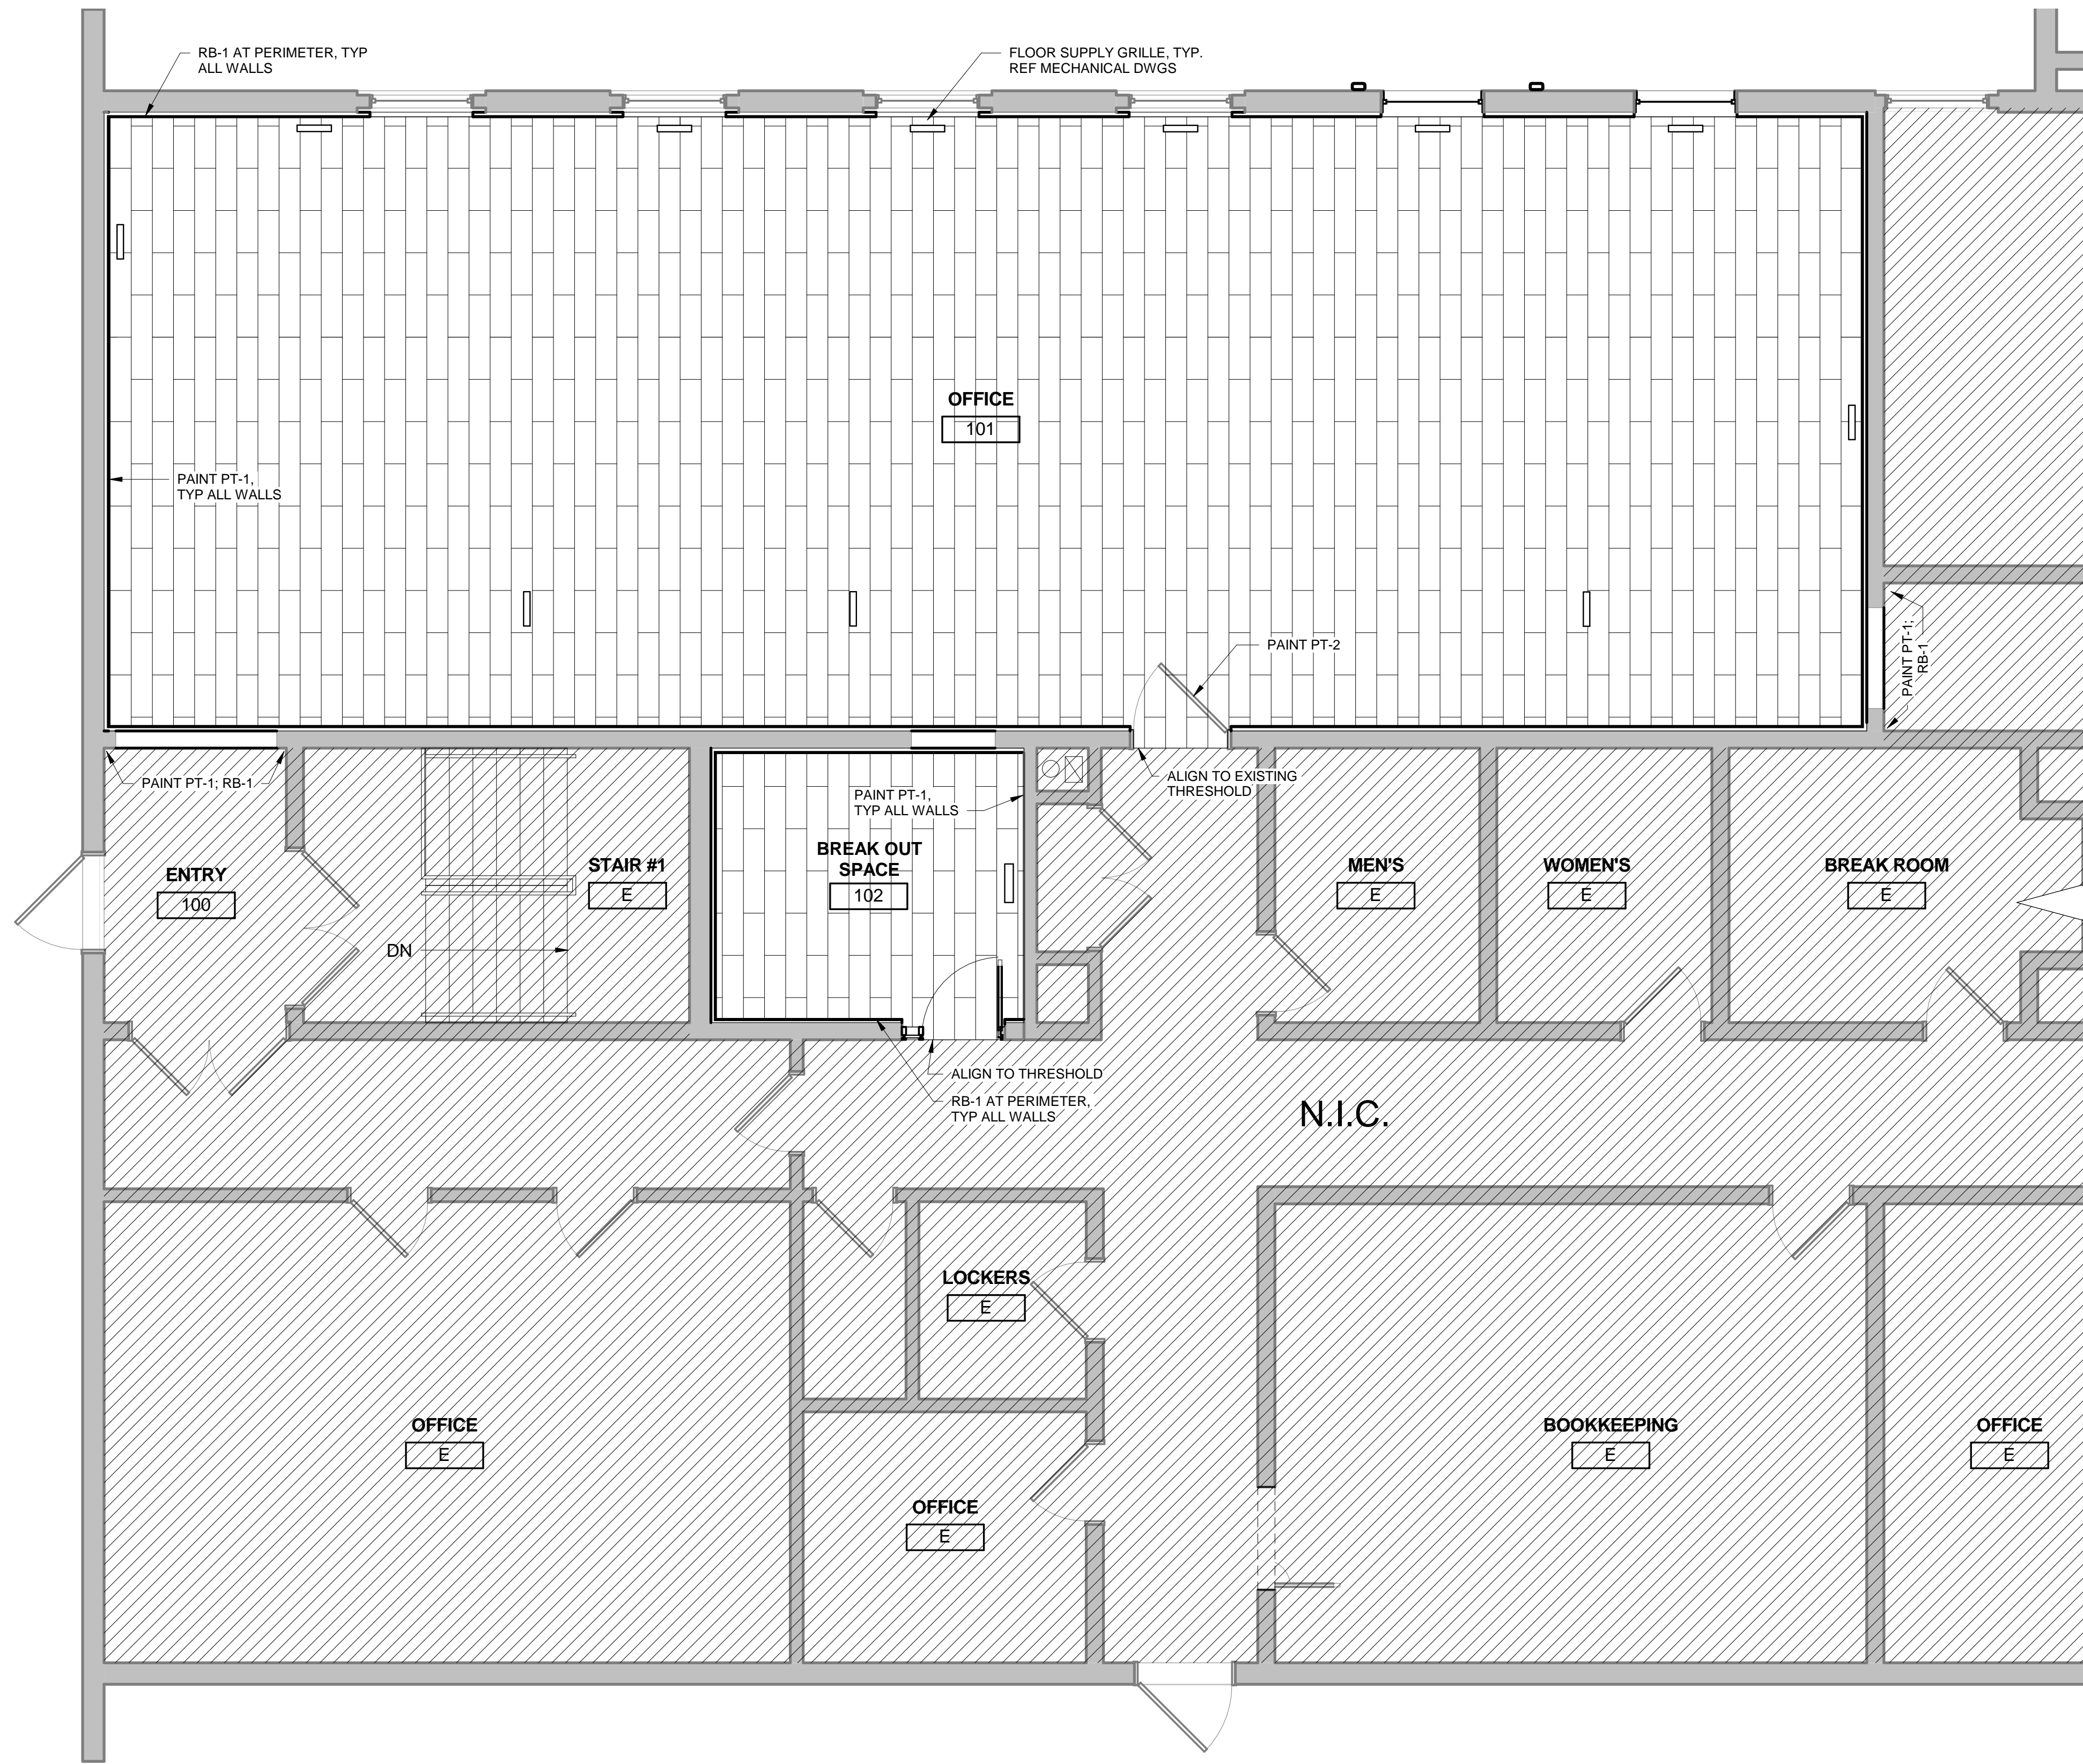 RB-1 AT PERIMETER, TYP
ALL WALLS
FLOOR SUPPLY GRILLE, TYP.
REF MECHANICAL DWGS
OFFICE
101
PAINT PT-1,
TYP ALL WALLS
PAINT PT-2
PAINT PT-1;
RB-1
PAINT PT-1; RB-1
ALIGN TO EXISTING
THRESHOLD
PAINT PT-1,
TYP ALL WALLS
BREAK OUT
SPACE
102
ENTRY
100
STAIR #1
E
MEN'S
E
WOMEN'S
E
BREAK ROOM
E
DN
ALIGN TO THRESHOLD
RB-1 AT PERIMETER,
TYP ALL WALLS
N.I.C.
LOCKERS
E
OFFICE
E
BOOKKEEPING
E
OFFICE
E
OFFICE
E